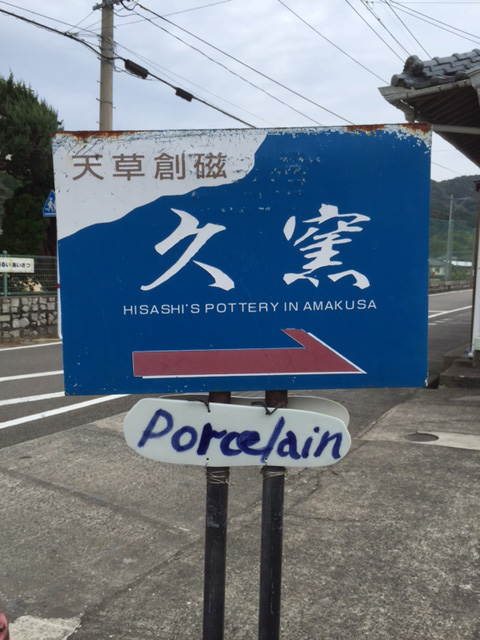 天草創磁
久窯
HISASHI'S POTTERY IN AMAKUSA
Porcelain